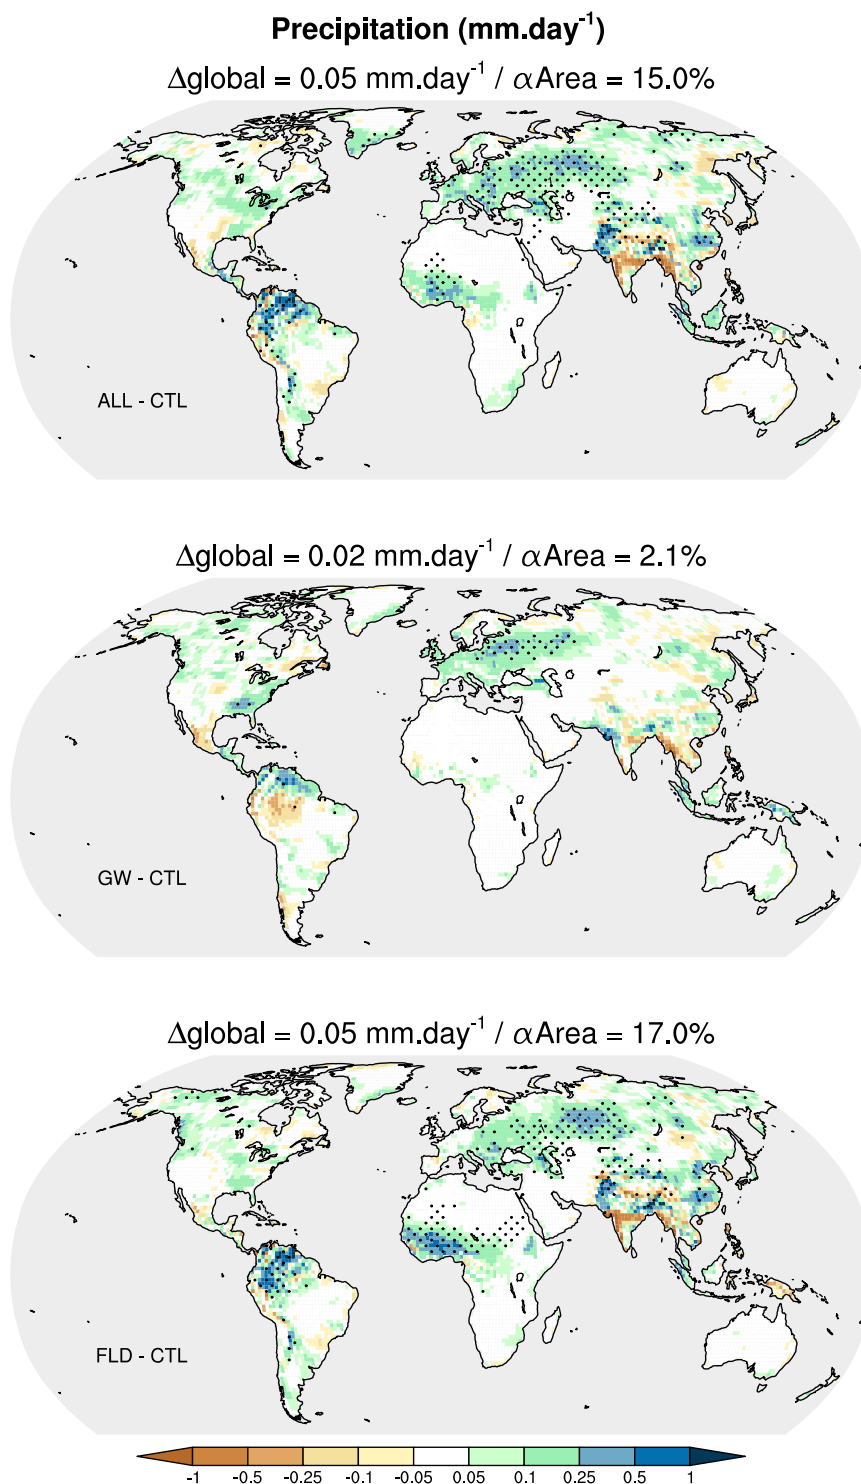 Precipitation (mm.day⁻¹)
Δglobal = 0.05 mm.day⁻¹ / αArea = 15.0%
ALL - CTL
Δglobal = 0.02 mm.day⁻¹ / αArea = 2.1%
GW - CTL
Δglobal = 0.05 mm.day⁻¹ / αArea = 17.0%
FLD - CTL
-1 -0.5 -0.25 -0.1 -0.05 0.05 0.1 0.25 0.5 1